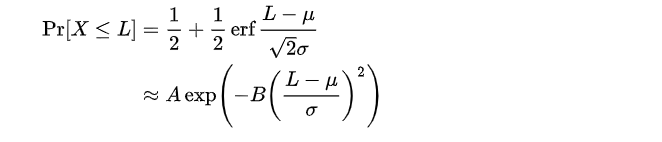 Pr[X ≤ L] = 1/2 + 1/2 erf (L − μ)/(√2σ)
≈ A exp(−B((L − μ)/σ)²)